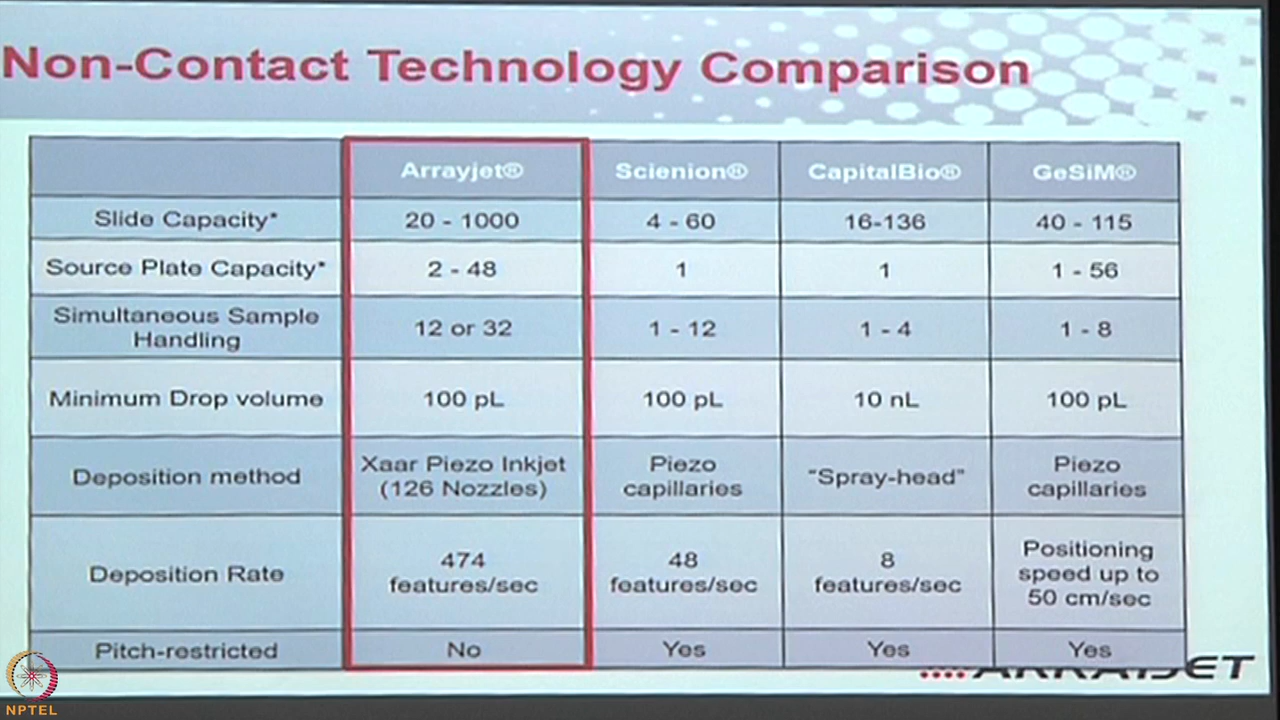 Non-Contact Technology Comparison
Arrayjet® Scienion® CapitalBio® GeSiM®
Slide Capacity* 20 - 1000 4 - 60 16-136 40 - 115
Source Plate Capacity* 2 - 48 1 1 1 - 56
Simultaneous Sample
Handling 12 or 32 1 - 12 1 - 4 1 - 8
Minimum Drop volume 100 pL 100 pL 10 nL 100 pL
Deposition method Xaar Piezo Inkjet
(126 Nozzles) Piezo
capillaries "Spray-head" Piezo
capillaries
Deposition Rate 474
features/sec 48
features/sec 8
features/sec Positioning
speed up to
50 cm/sec
Pitch-restricted No Yes Yes Yes
ARRAYJET
NPTEL